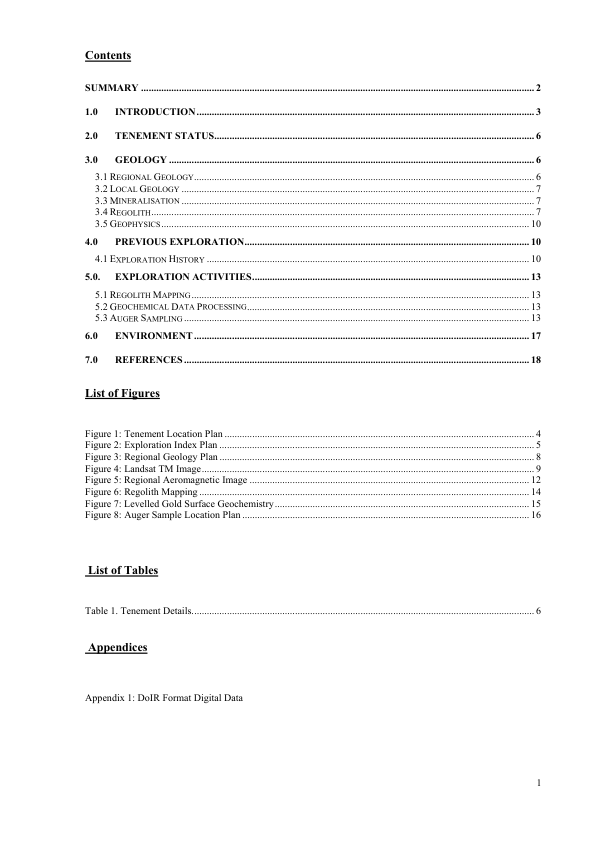 Contents
SUMMARY ........ 2
1.0 INTRODUCTION ........ 3
2.0 TENEMENT STATUS ........ 6
3.0 GEOLOGY ........ 6
3.1 REGIONAL GEOLOGY ........ 6
3.2 LOCAL GEOLOGY ........ 7
3.3 MINERALISATION ........ 7
3.4 REGOLITH ........ 7
3.5 GEOPHYSICS ........ 10
4.0 PREVIOUS EXPLORATION ........ 10
4.1 EXPLORATION HISTORY ........ 10
5.0. EXPLORATION ACTIVITIES ........ 13
5.1 REGOLITH MAPPING ........ 13
5.2 GEOCHEMICAL DATA PROCESSING ........ 13
5.3 AUGER SAMPLING ........ 13
6.0 ENVIRONMENT ........ 17
7.0 REFERENCES ........ 18
List of Figures
Figure 1: Tenement Location Plan ........ 4
Figure 2: Exploration Index Plan ........ 5
Figure 3: Regional Geology Plan ........ 8
Figure 4: Landsat TM Image ........ 9
Figure 5: Regional Aeromagnetic Image ........ 12
Figure 6: Regolith Mapping ........ 14
Figure 7: Levelled Gold Surface Geochemistry ........ 15
Figure 8: Auger Sample Location Plan ........ 16
List of Tables
Table 1. Tenement Details ........ 6
Appendices
Appendix 1: DoIR Format Digital Data
1